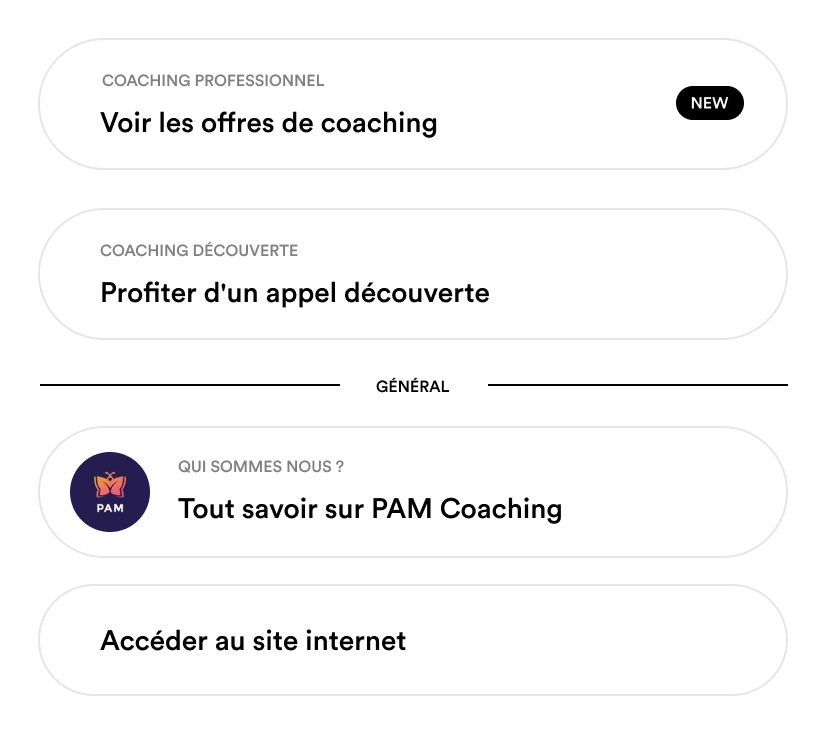 COACHING PROFESSIONNEL
Voir les offres de coaching
NEW
COACHING DÉCOUVERTE
Profiter d'un appel découverte
GÉNÉRAL
PAM
QUI SOMMES NOUS ?
Tout savoir sur PAM Coaching
Accéder au site internet